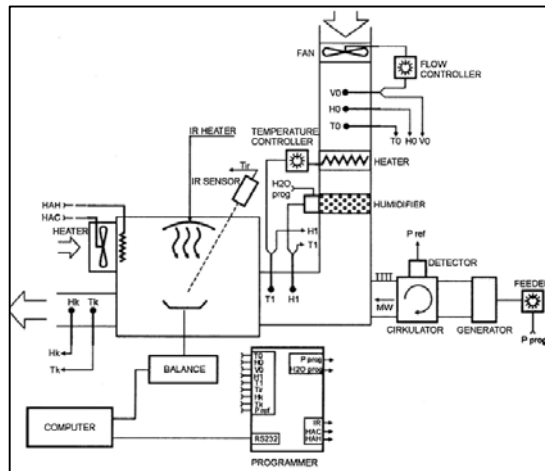 FAN
FLOW
CONTROLLER
V0
H0
T0
T0 H0 V0
IR HEATER
TEMPERATURE
CONTROLLER
HEATER
Tir
IR SENSOR
H2O
prog
HUMIDIFIER
HAH
HAC
HEATER
H1
T1
P ref
DETECTOR
FEEDER
T1 H1
MW
CIRKULATOR
GENERATOR
P prog
Hk Tk
Hk
Tk
BALANCE
COMPUTER
T0
H0
V0
H1
T1
Tir
Hk
Tk
P ref
P prog
H2O prog
IR
HAC
HAH
RS232
PROGRAMMER